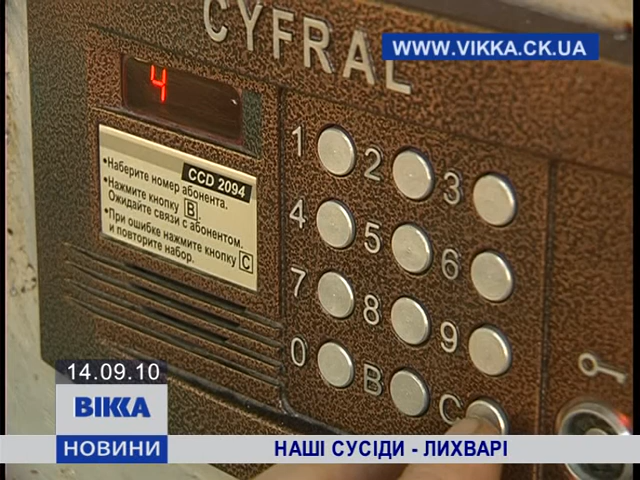 CYFRAL
WWW.VIKKA.CK.UA
4
CCD 2094
•Наберите номер абонента.
•Нажмите кнопку B.
Ожидайте связи с абонентом.
•При ошибке нажмите кнопку C
и повторите набор.
1 2 3
4 5 6
7 8 9
0 B C
14.09.10
ВІККА
НОВИНИ
НАШІ СУСІДИ - ЛИХВАРІ